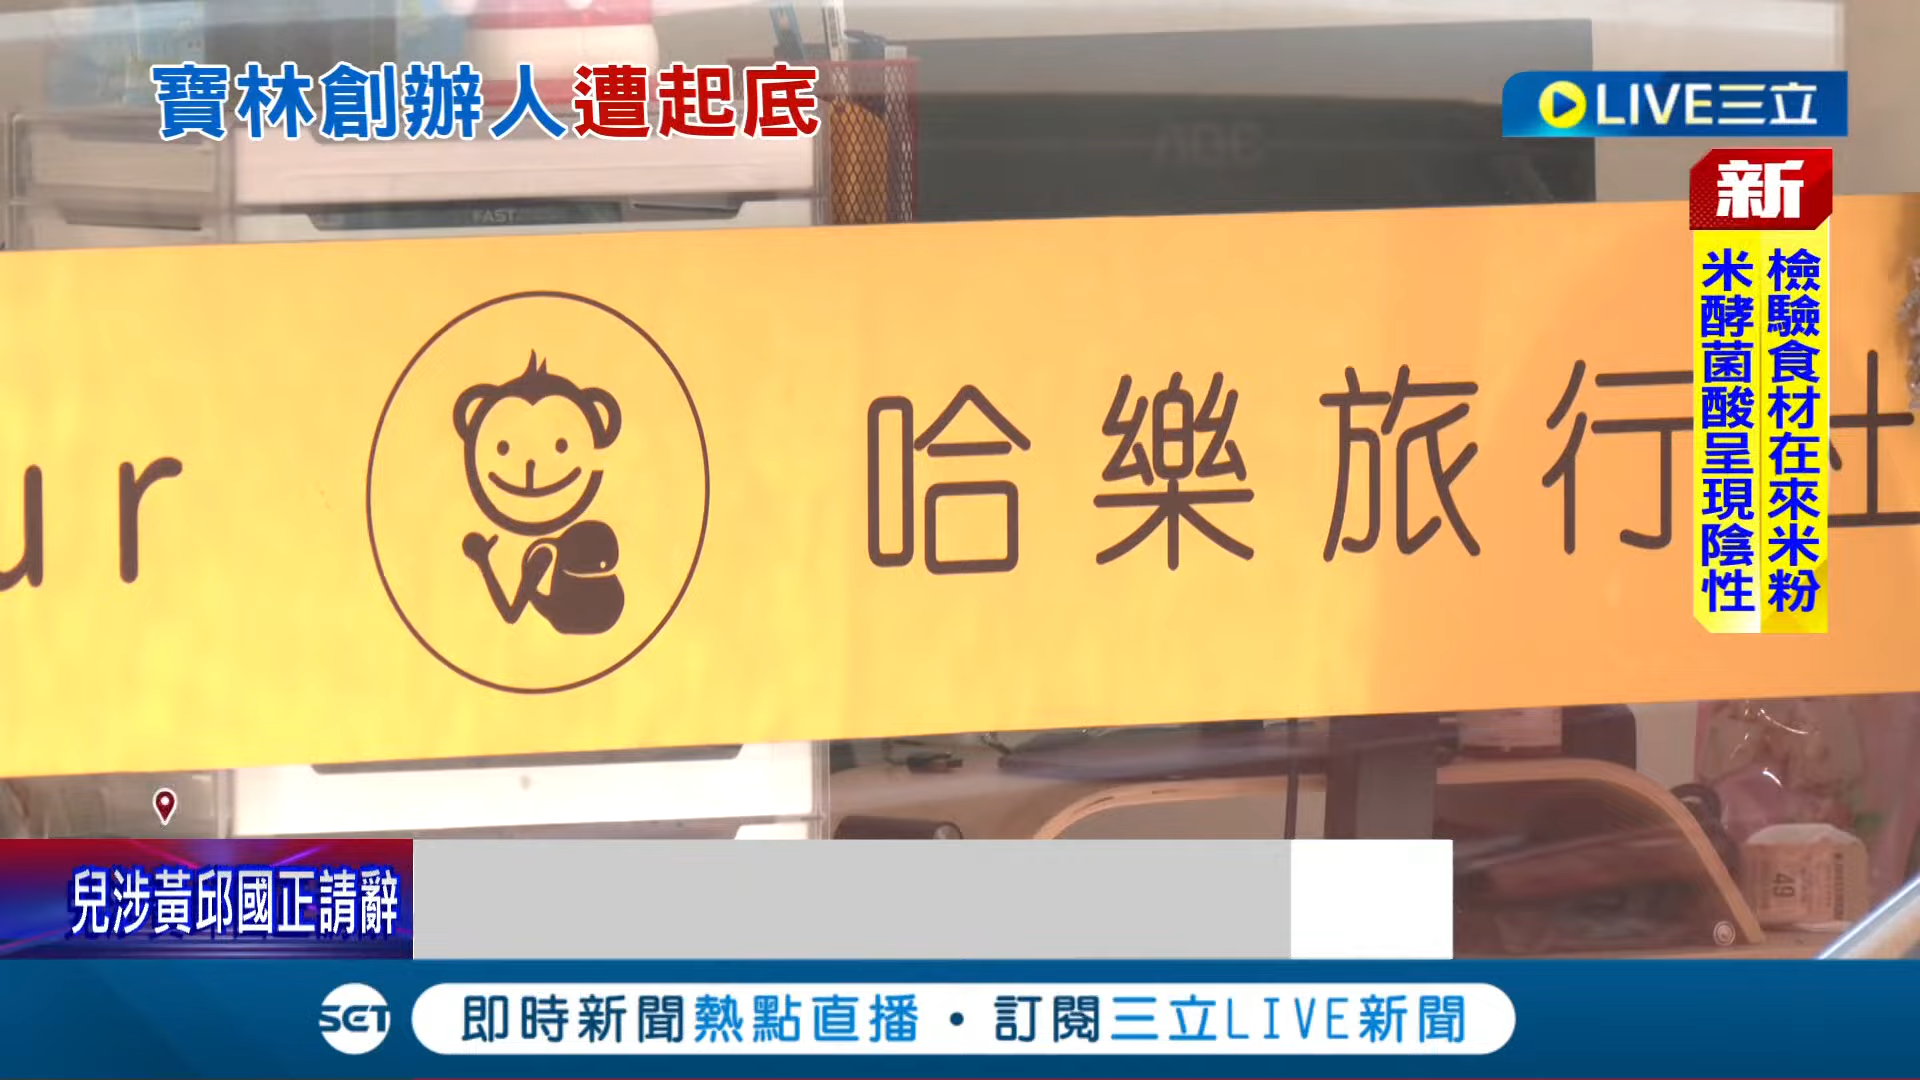 寶林創辦人遭起底
LIVE三立
新
檢驗食材在來米粉
米酵菌酸呈現陰性
FAST
ur
哈樂旅行社
兒涉黃邱國正請辭
49
SET
即時新聞熱點直播・訂閱三立LIVE新聞